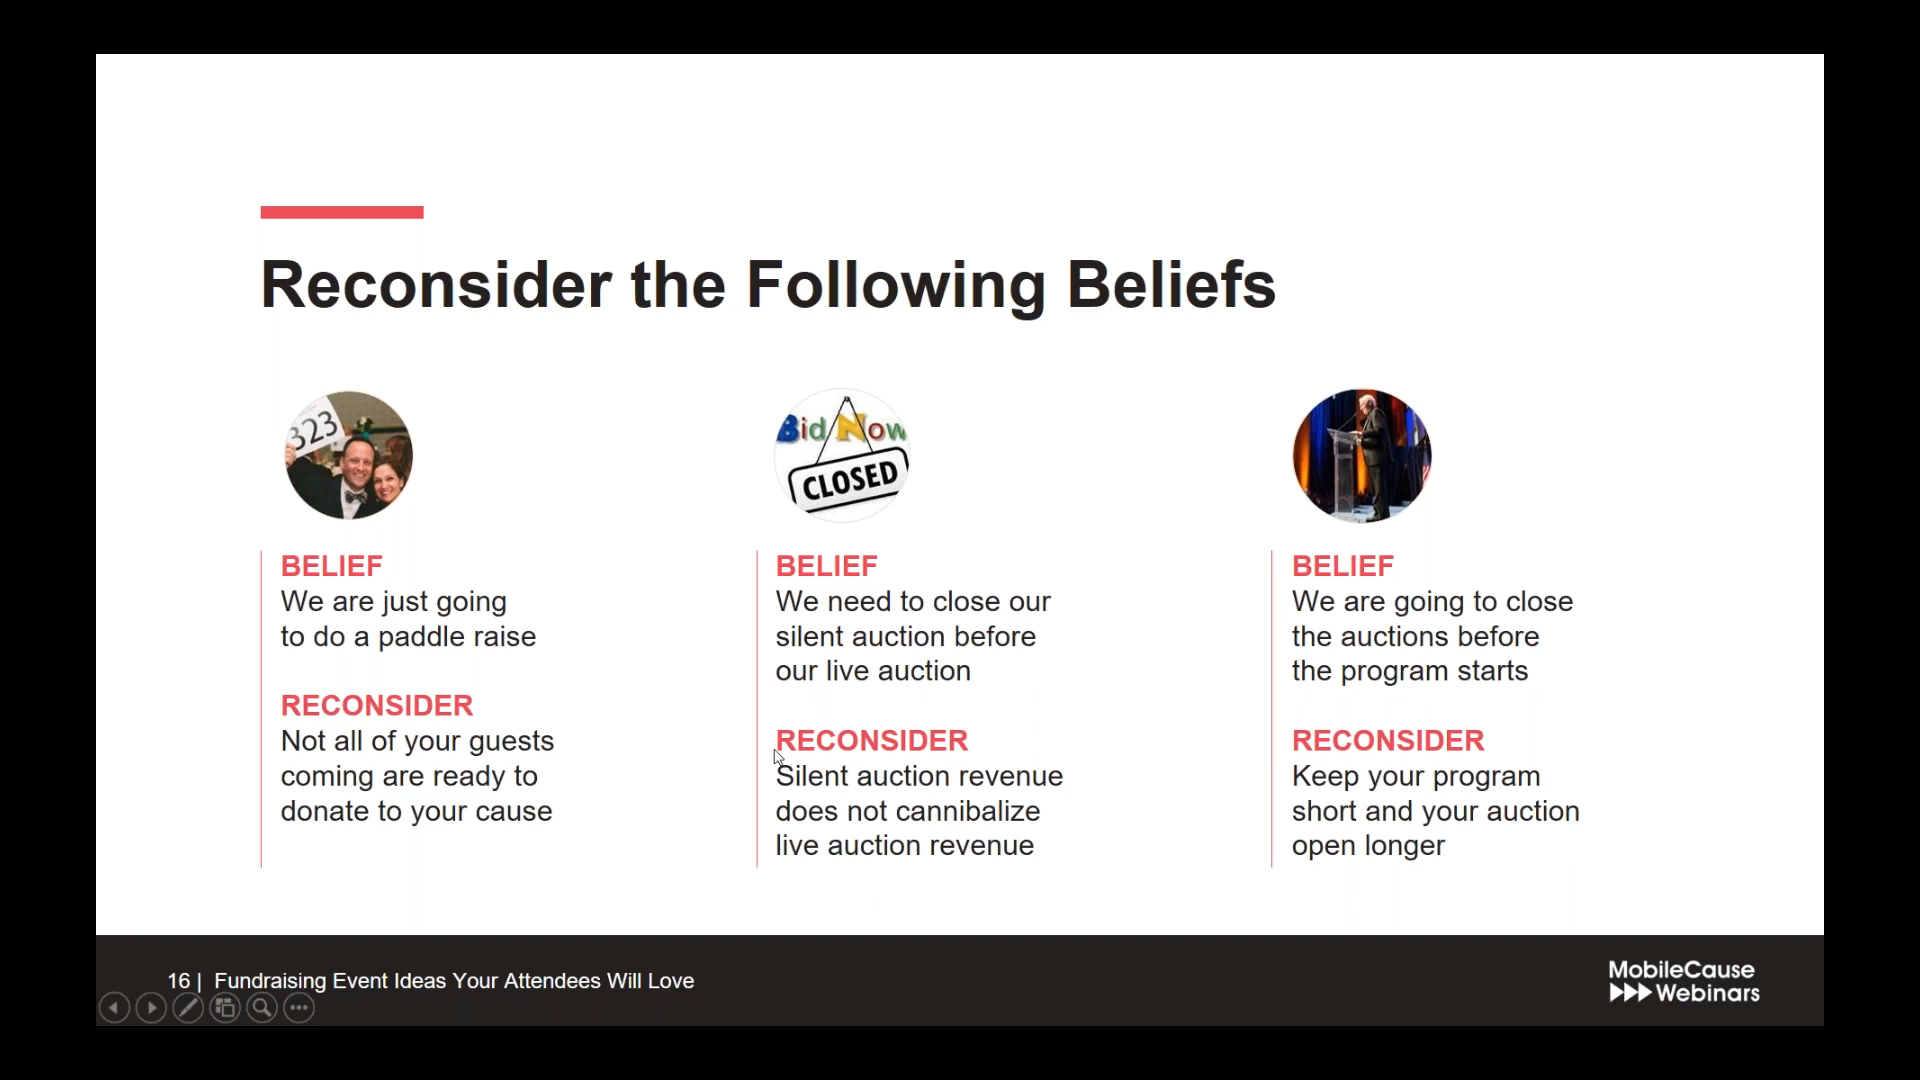 Reconsider the Following Beliefs
323
Bid Now
CLOSED
BELIEF
We are just going
to do a paddle raise
RECONSIDER
Not all of your guests
coming are ready to
donate to your cause
BELIEF
We need to close our
silent auction before
our live auction
RECONSIDER
Silent auction revenue
does not cannibalize
live auction revenue
BELIEF
We are going to close
the auctions before
the program starts
RECONSIDER
Keep your program
short and your auction
open longer
16 | Fundraising Event Ideas Your Attendees Will Love
MobileCause
Webinars